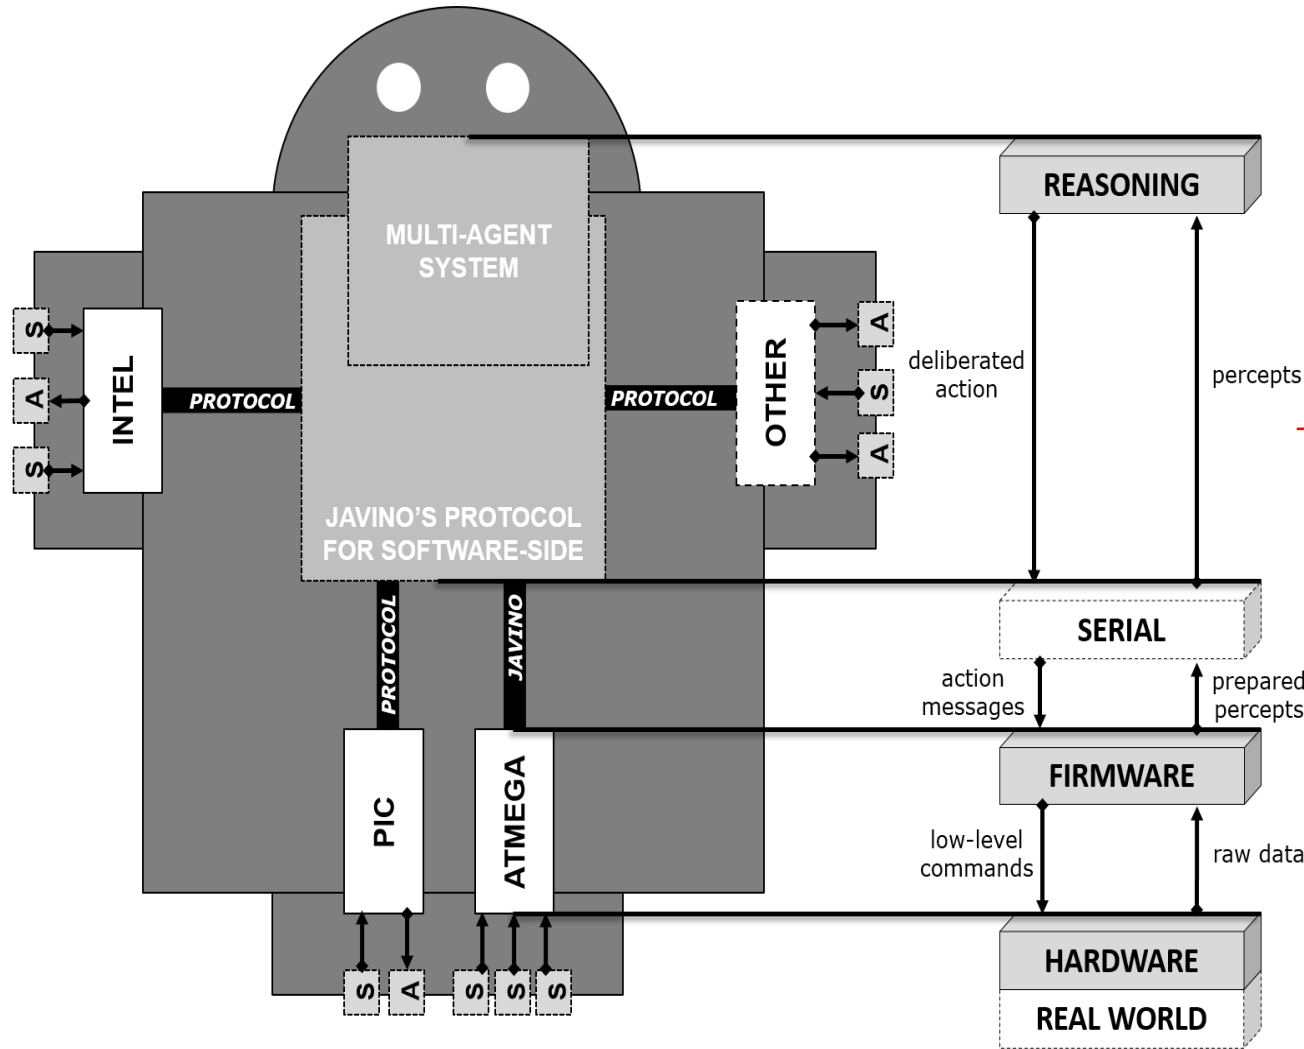 REASONING
MULTI-AGENT
SYSTEM
S
A
S
INTEL
PROTOCOL
PROTOCOL
OTHER
A
S
A
deliberated
action
percepts
JAVINO'S PROTOCOL
FOR SOFTWARE-SIDE
PROTOCOL
JAVINO
SERIAL
action
messages
prepared
percepts
PIC
ATMEGA
FIRMWARE
low-level
commands
raw data
S
A
S
S
S
HARDWARE
REAL WORLD